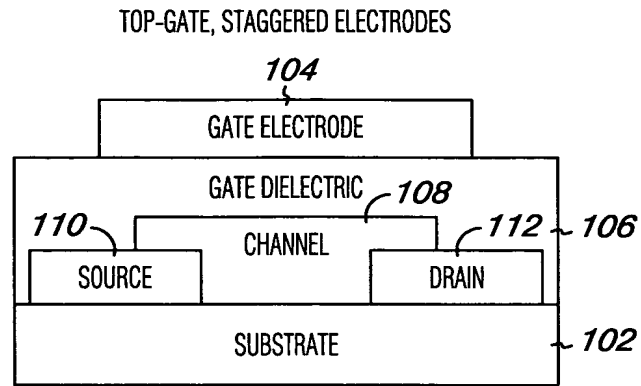 TOP-GATE, STAGGERED ELECTRODES
104
GATE ELECTRODE
GATE DIELECTRIC
108
110
CHANNEL
112
106
SOURCE
DRAIN
SUBSTRATE
102